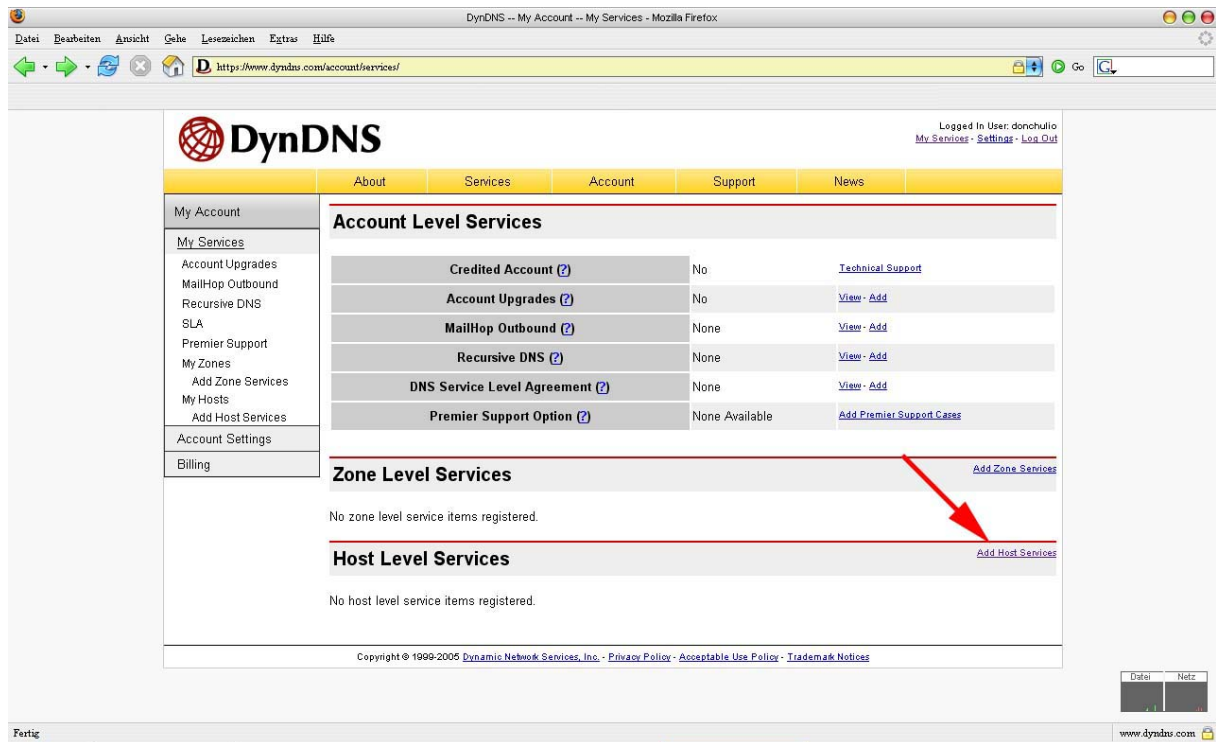 DynDNS -- My Account -- My Services - Mozilla Firefox
Datei Bearbeiten Ansicht Gehe Lesezeichen Extras Hilfe
https://www.dyndns.com/account/services/
Go
G
DynDNS
Logged In User: donchulio
My Services - Settings - Log Out
About Services Account Support News
My Account
My Services
Account Upgrades
MailHop Outbound
Recursive DNS
SLA
Premier Support
My Zones
Add Zone Services
My Hosts
Add Host Services
Account Settings
Billing
Account Level Services
Credited Account (?) No Technical Support
Account Upgrades (?) No View - Add
MailHop Outbound (?) None View - Add
Recursive DNS (?) None View - Add
DNS Service Level Agreement (?) None View - Add
Premier Support Option (?) None Available Add Premier Support Cases
Zone Level Services Add Zone Services
No zone level service items registered.
Host Level Services Add Host Services
No host level service items registered.
Copyright © 1999-2005 Dynamic Network Services, Inc. - Privacy Policy - Acceptable Use Policy - Trademark Notices
Datei Netz
Fertig www.dyndns.com